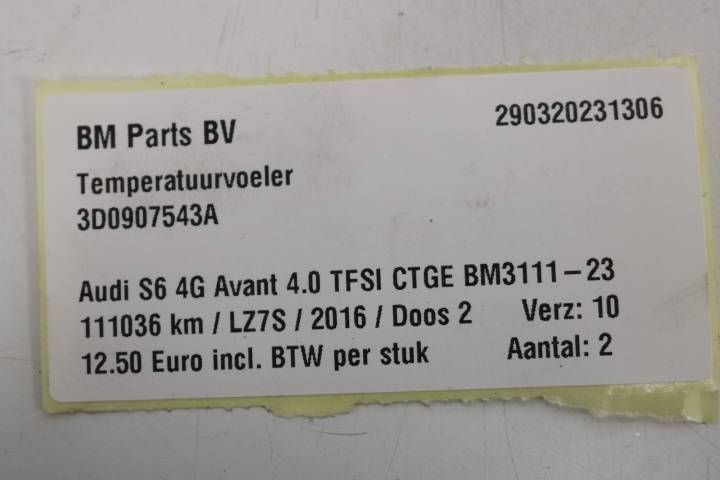 BM Parts BV 290320231306
Temperatuurvoeler
3D0907543A
Audi S6 4G Avant 4.0 TFSI CTGE BM3111-23
111036 km / LZ7S / 2016 / Doos 2 Verz: 10
12.50 Euro incl. BTW per stuk Aantal: 2